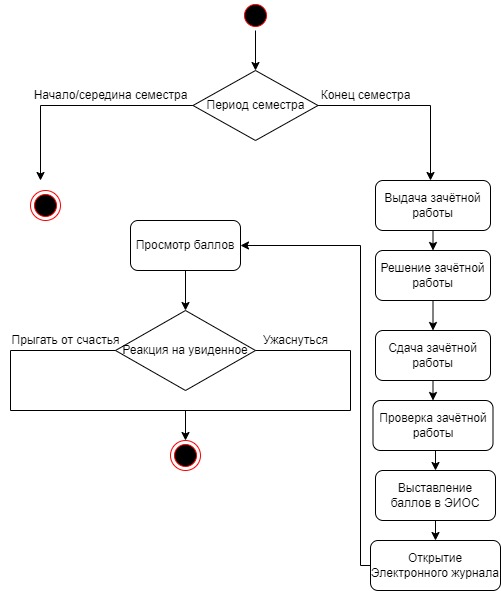 Начало/середина семестра
Период семестра
Конец семестра
Выдача зачётной
работы
Решение зачётной
работы
Сдача зачётной
работы
Проверка зачётной
работы
Выставление
баллов в ЭИОС
Открытие
Электронного журнала
Просмотр баллов
Прыгать от счастья
Реакция на увиденное
Ужаснуться